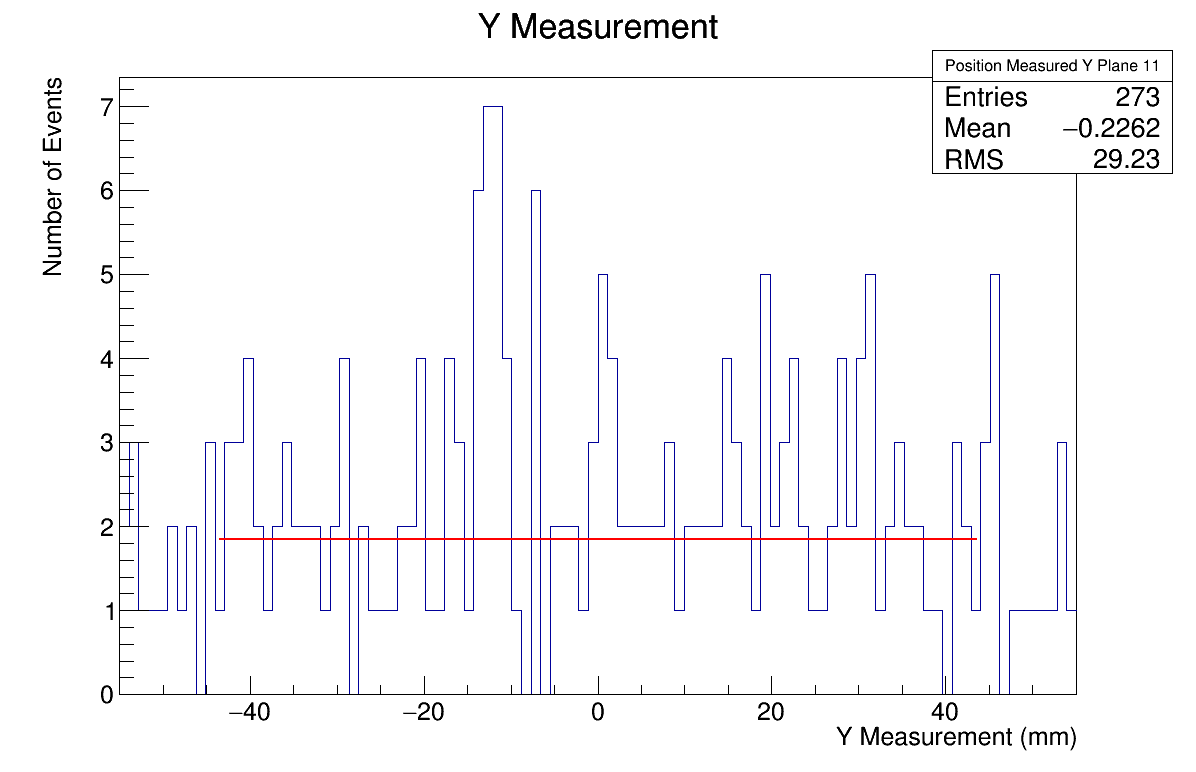 Y Measurement
Position Measured Y Plane 11
Entries 273
Mean −0.2262
RMS 29.23
Number of Events
7
6
5
4
3
2
1
0
−40 −20 0 20 40
Y Measurement (mm)